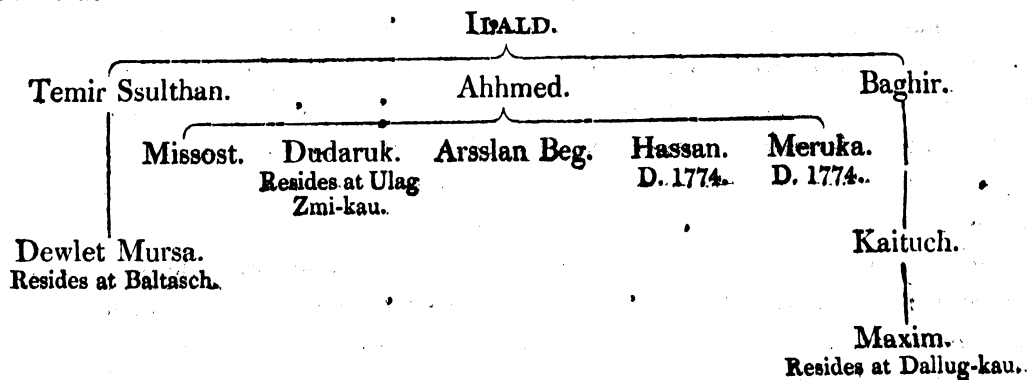 IDALD.
Temir Ssulthan. Ahhmed. Baghir.
Missost. Dudaruk. Arsslan Beg. Hassan. Meruka.
Resides at Ulag D. 1774. D. 1774.
Zmi-kau.
Dewlet Mursa. Kaituch.
Resides at Baltasch.
Maxim.
Resides at Dallug-kau.